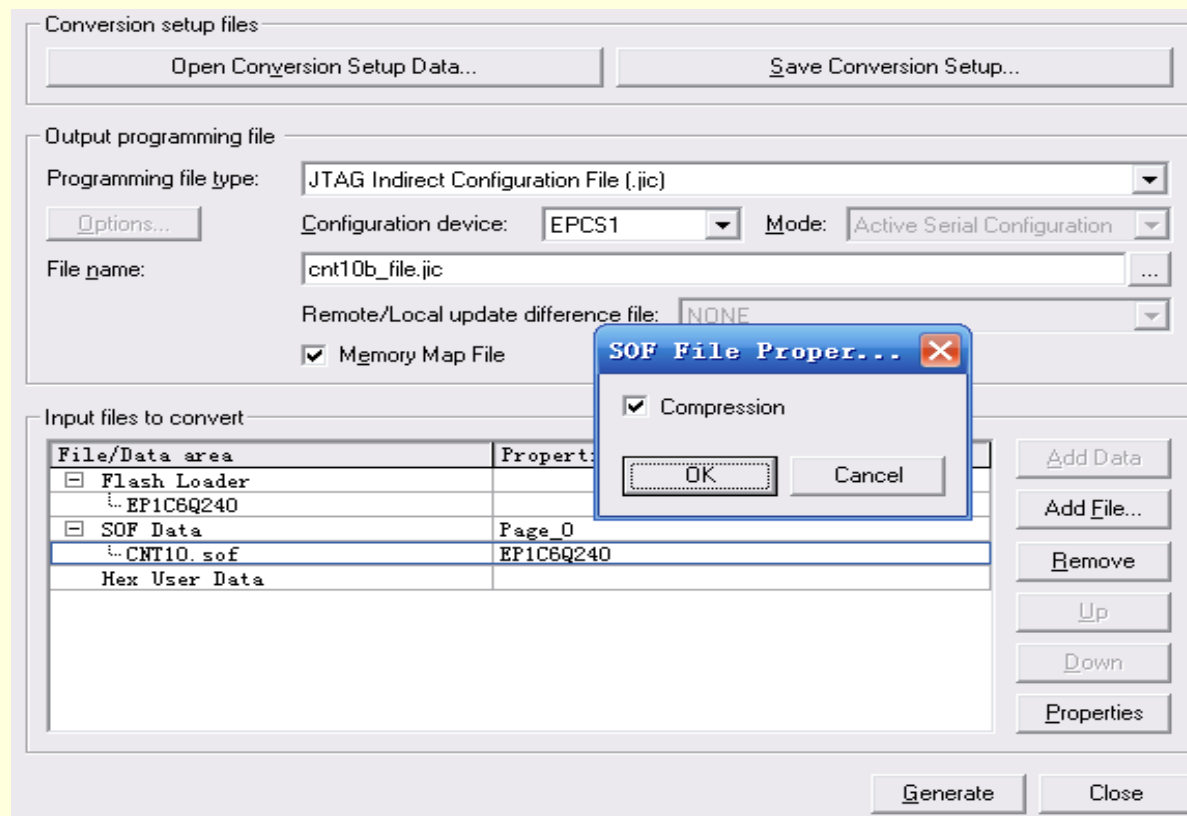 Conversion setup files
Open Conversion Setup Data...
Save Conversion Setup...
Output programming file
Programming file type:
JTAG Indirect Configuration File (.jic)
Options...
Configuration device:
EPCS1
Mode:
Active Serial Configuration
File name:
cnt10b_file.jic
...
Remote/Local update difference file:
NONE
Memory Map File
SOF File Proper...
Compression
OK
Cancel
Input files to convert
File/Data area
Flash Loader
EP1C6Q240
SOF Data
Page_0
CNT10.sof
EP1C6Q240
Hex User Data
Add Data
Add File...
Remove
Up
Down
Properties
Generate
Close